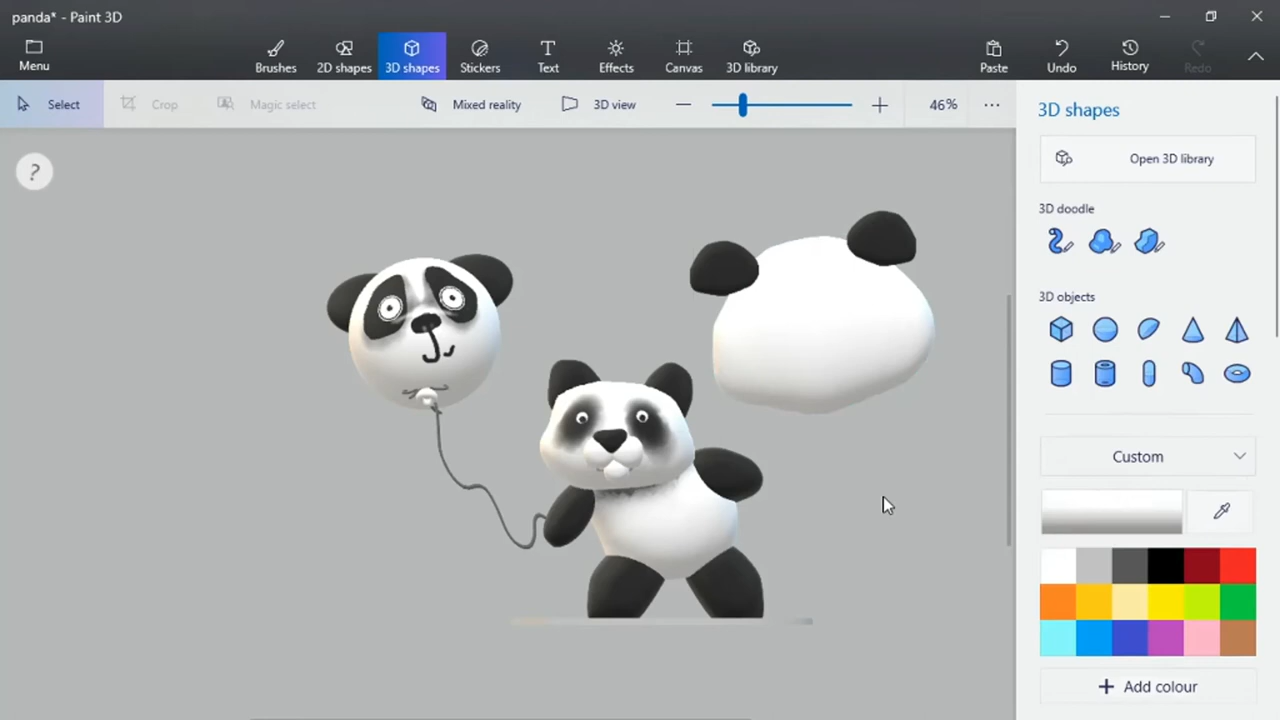 panda* - Paint 3D
Menu
Brushes
2D shapes
3D shapes
Stickers
Text
Effects
Canvas
3D library
Paste
Undo
History
Redo
Select
Crop
Magic select
Mixed reality
3D view
46%
?
3D shapes
Open 3D library
3D doodle
3D objects
Custom
Add colour